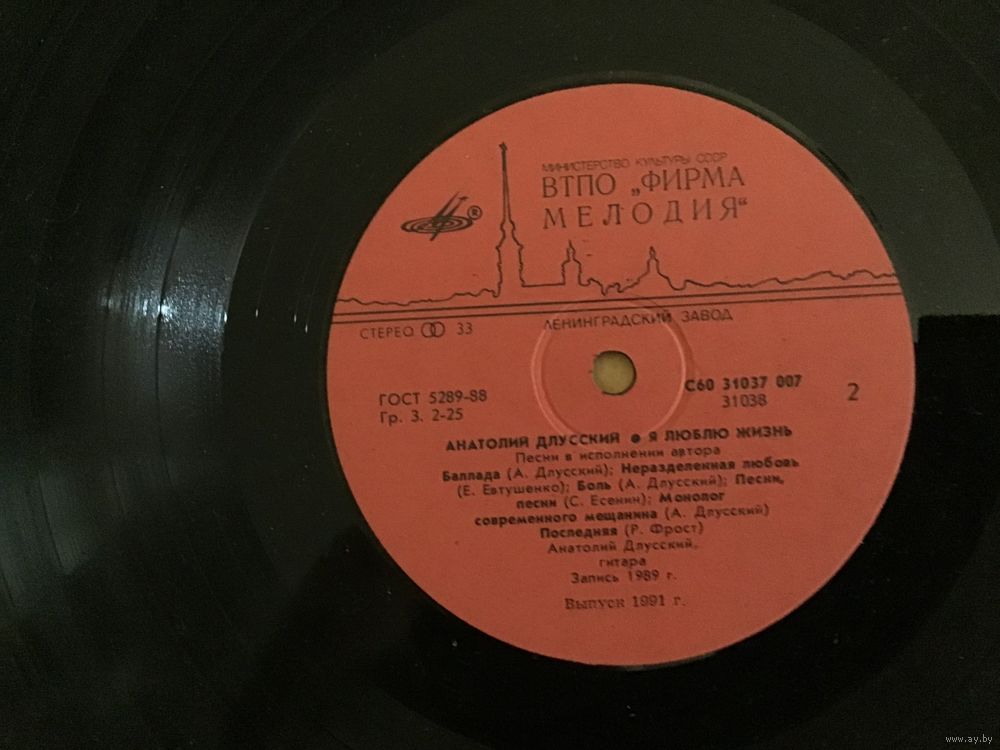 МИНИСТЕРСТВО КУЛЬТУРЫ СССР
ВТПО „ФИРМА
МЕЛОДИЯ“
®
СТЕРЕО 33
ЛЕНИНГРАДСКИЙ ЗАВОД
ГОСТ 5289-88
Гр. 3. 2-25
С60 31037 007
31038
2
АНАТОЛИЙ ДЛУССКИЙ ● Я ЛЮБЛЮ ЖИЗНЬ
Песни в исполнении автора
Баллада (А. Длусский); Неразделенная любовь
(Е. Евтушенко); Боль (А. Длусский); Песни,
песни (С. Есенин); Монолог
современного мещанина (А. Длусский)
Последняя (Р. Фрост)
Анатолий Длусский,
гитара
Запись 1989 г.
Выпуск 1991 г.
www.ay.by